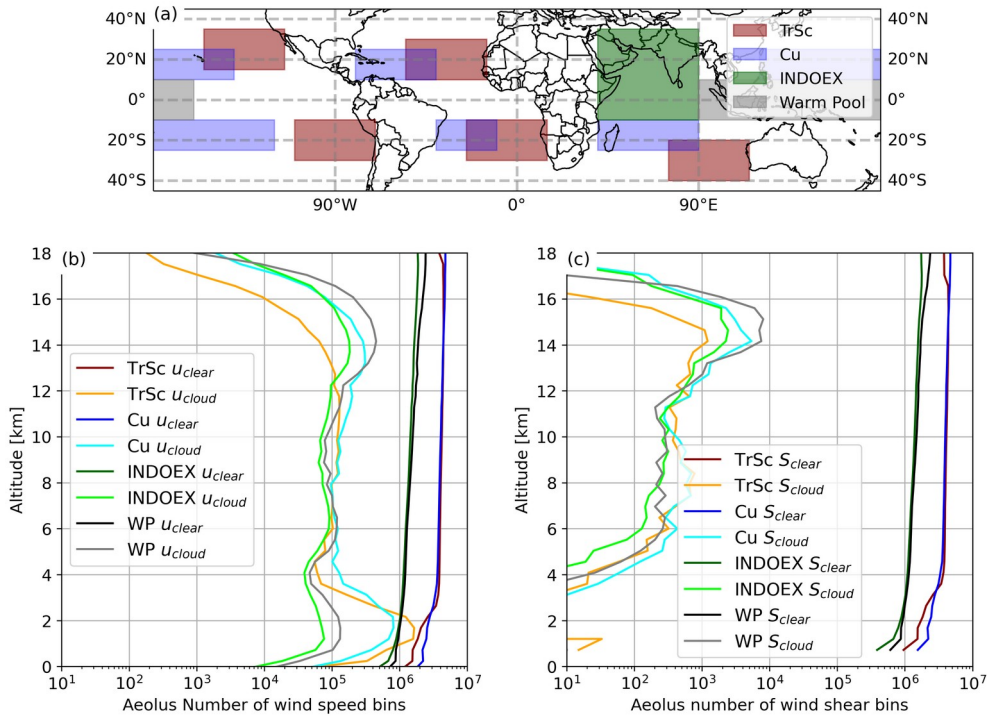 (a)
40°N
20°N
0°
20°S
40°S
40°N
20°N
0°
20°S
40°S
90°W
0°
90°E
TrSc
Cu
INDOEX
Warm Pool
(b)
18
16
14
12
10
8
6
4
2
0
Altitude [km]
TrSc u_clear
TrSc u_cloud
Cu u_clear
Cu u_cloud
INDOEX u_clear
INDOEX u_cloud
WP u_clear
WP u_cloud
10^1 10^2 10^3 10^4 10^5 10^6 10^7
Aeolus Number of wind speed bins
(c)
18
16
14
12
10
8
6
4
2
0
Altitude [km]
TrSc S_clear
TrSc S_cloud
Cu S_clear
Cu S_cloud
INDOEX S_clear
INDOEX S_cloud
WP S_clear
WP S_cloud
10^1 10^2 10^3 10^4 10^5 10^6 10^7
Aeolus number of wind shear bins